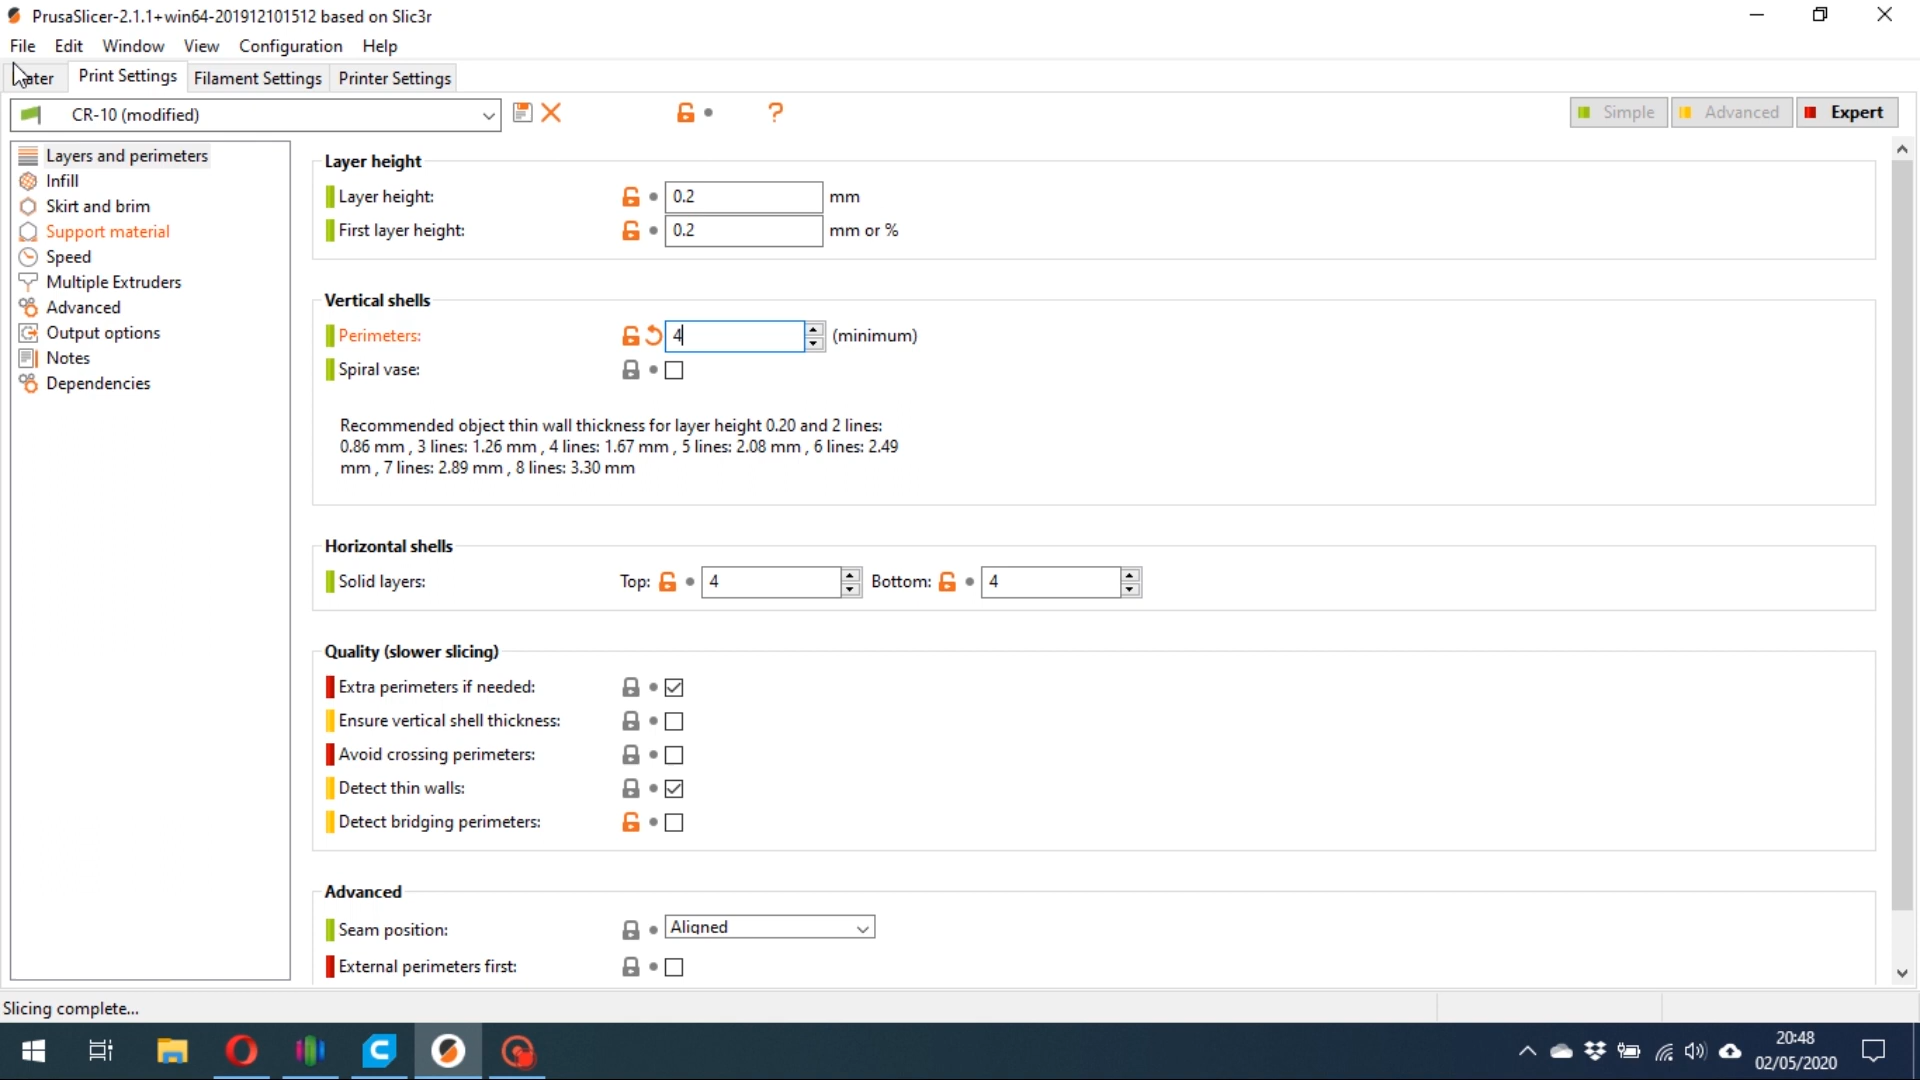 PrusaSlicer-2.1.1+win64-201912101512 based on Slic3r
File Edit Window View Configuration Help
ater Print Settings Filament Settings Printer Settings
CR-10 (modified) ? Simple Advanced Expert
Layers and perimeters
Infill
Skirt and brim
Support material
Speed
Multiple Extruders
Advanced
Output options
Notes
Dependencies
Layer height
Layer height: 0.2 mm
First layer height: 0.2 mm or %
Vertical shells
Perimeters: 4 (minimum)
Spiral vase:
Recommended object thin wall thickness for layer height 0.20 and 2 lines:
0.86 mm , 3 lines: 1.26 mm , 4 lines: 1.67 mm , 5 lines: 2.08 mm , 6 lines: 2.49
mm , 7 lines: 2.89 mm , 8 lines: 3.30 mm
Horizontal shells
Solid layers: Top: 4 Bottom: 4
Quality (slower slicing)
Extra perimeters if needed:
Ensure vertical shell thickness:
Avoid crossing perimeters:
Detect thin walls:
Detect bridging perimeters:
Advanced
Seam position: Aligned
External perimeters first:
Slicing complete...
20:48
02/05/2020